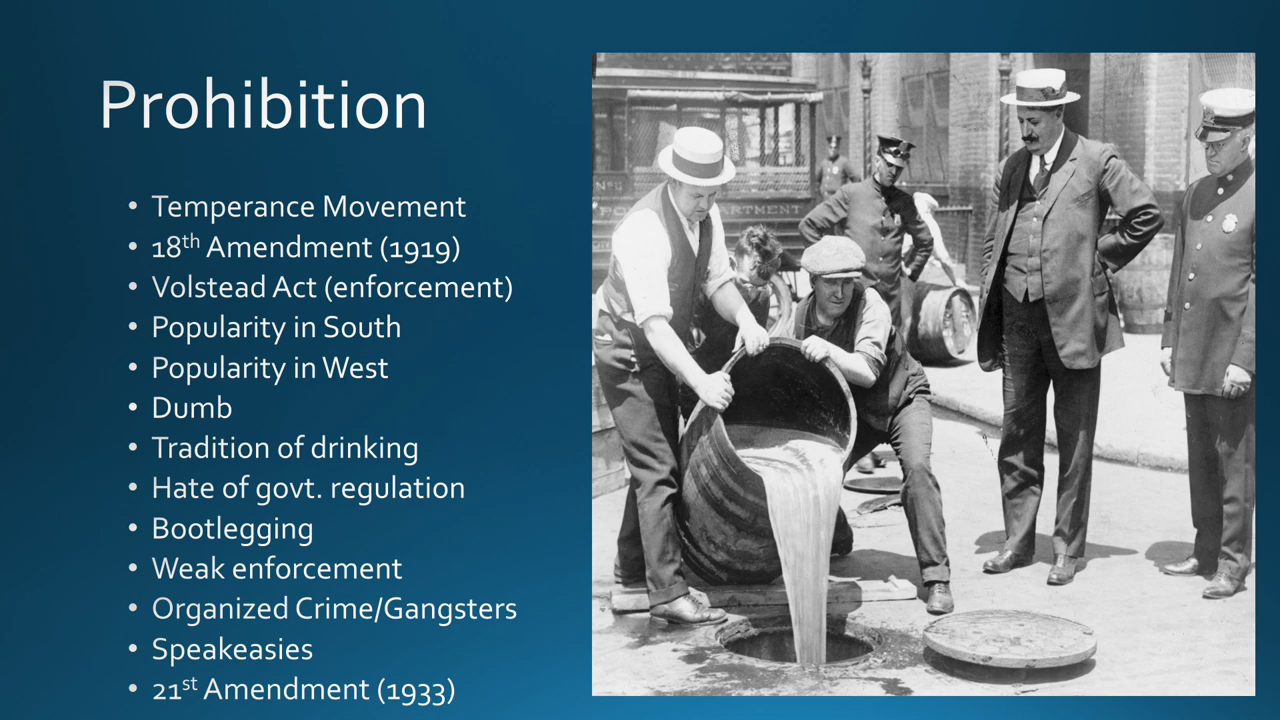 Prohibition
• Temperance Movement
• 18th Amendment (1919)
• Volstead Act (enforcement)
• Popularity in South
• Popularity in West
• Dumb
• Tradition of drinking
• Hate of govt. regulation
• Bootlegging
• Weak enforcement
• Organized Crime/Gangsters
• Speakeasies
• 21st Amendment (1933)